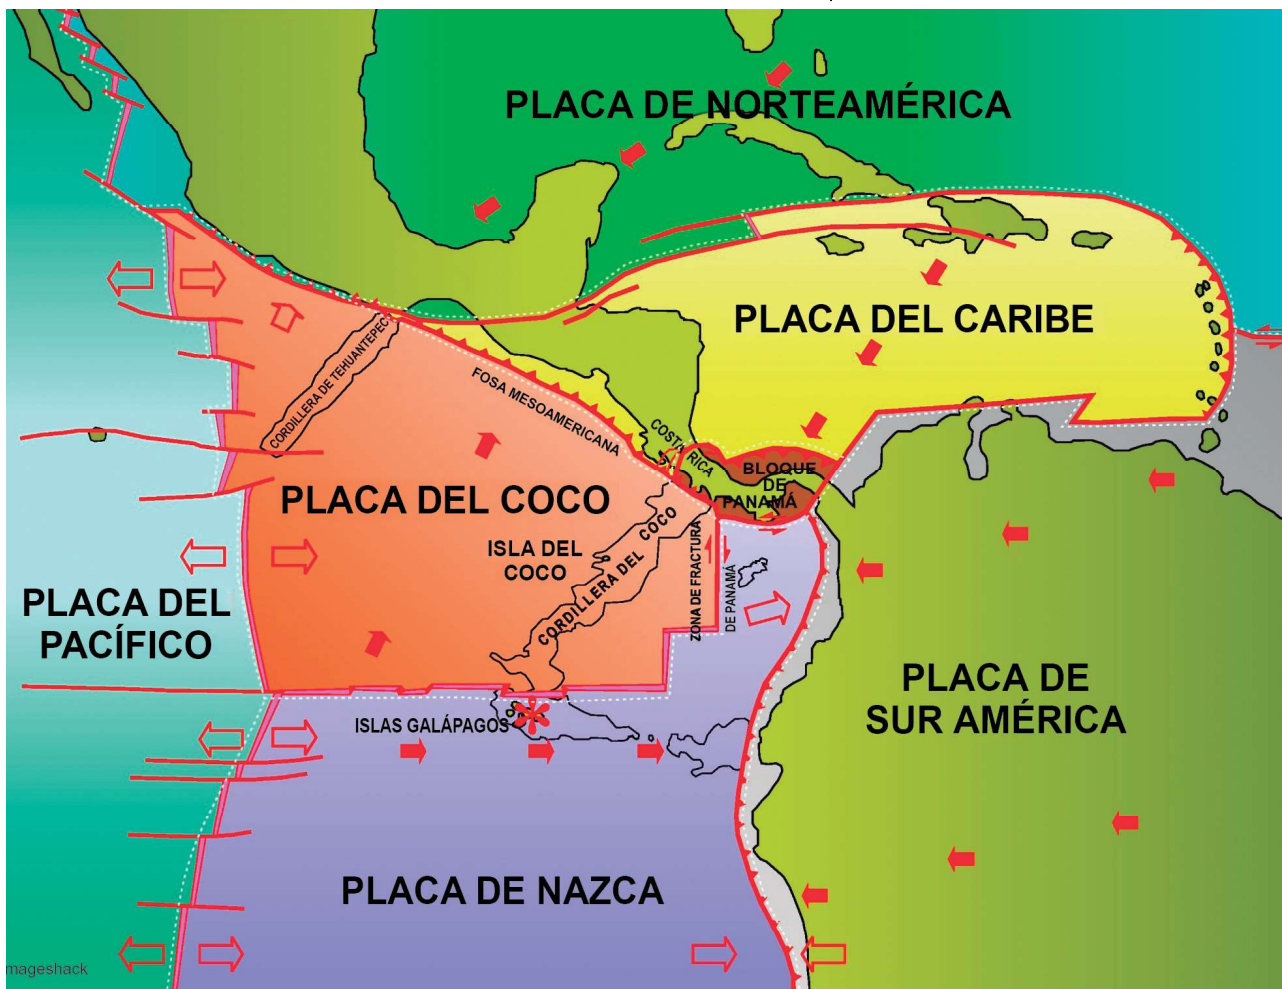 PLACA DE NORTEAMÉRICA
PLACA DEL CARIBE
CORDILLERA DE TEHUANTEPEC
FOSA MESOAMERICANA
COSTA RICA
BLOQUE
DE
PANAMÁ
PLACA DEL COCO
ISLA DEL
COCO
CORDILLERA DEL COCO
ZONA DE FRACTURA
DE PANAMÁ
PLACA DEL
PACÍFICO
PLACA DE
SUR AMÉRICA
ISLAS GALÁPAGOS
PLACA DE NAZCA
mageshack